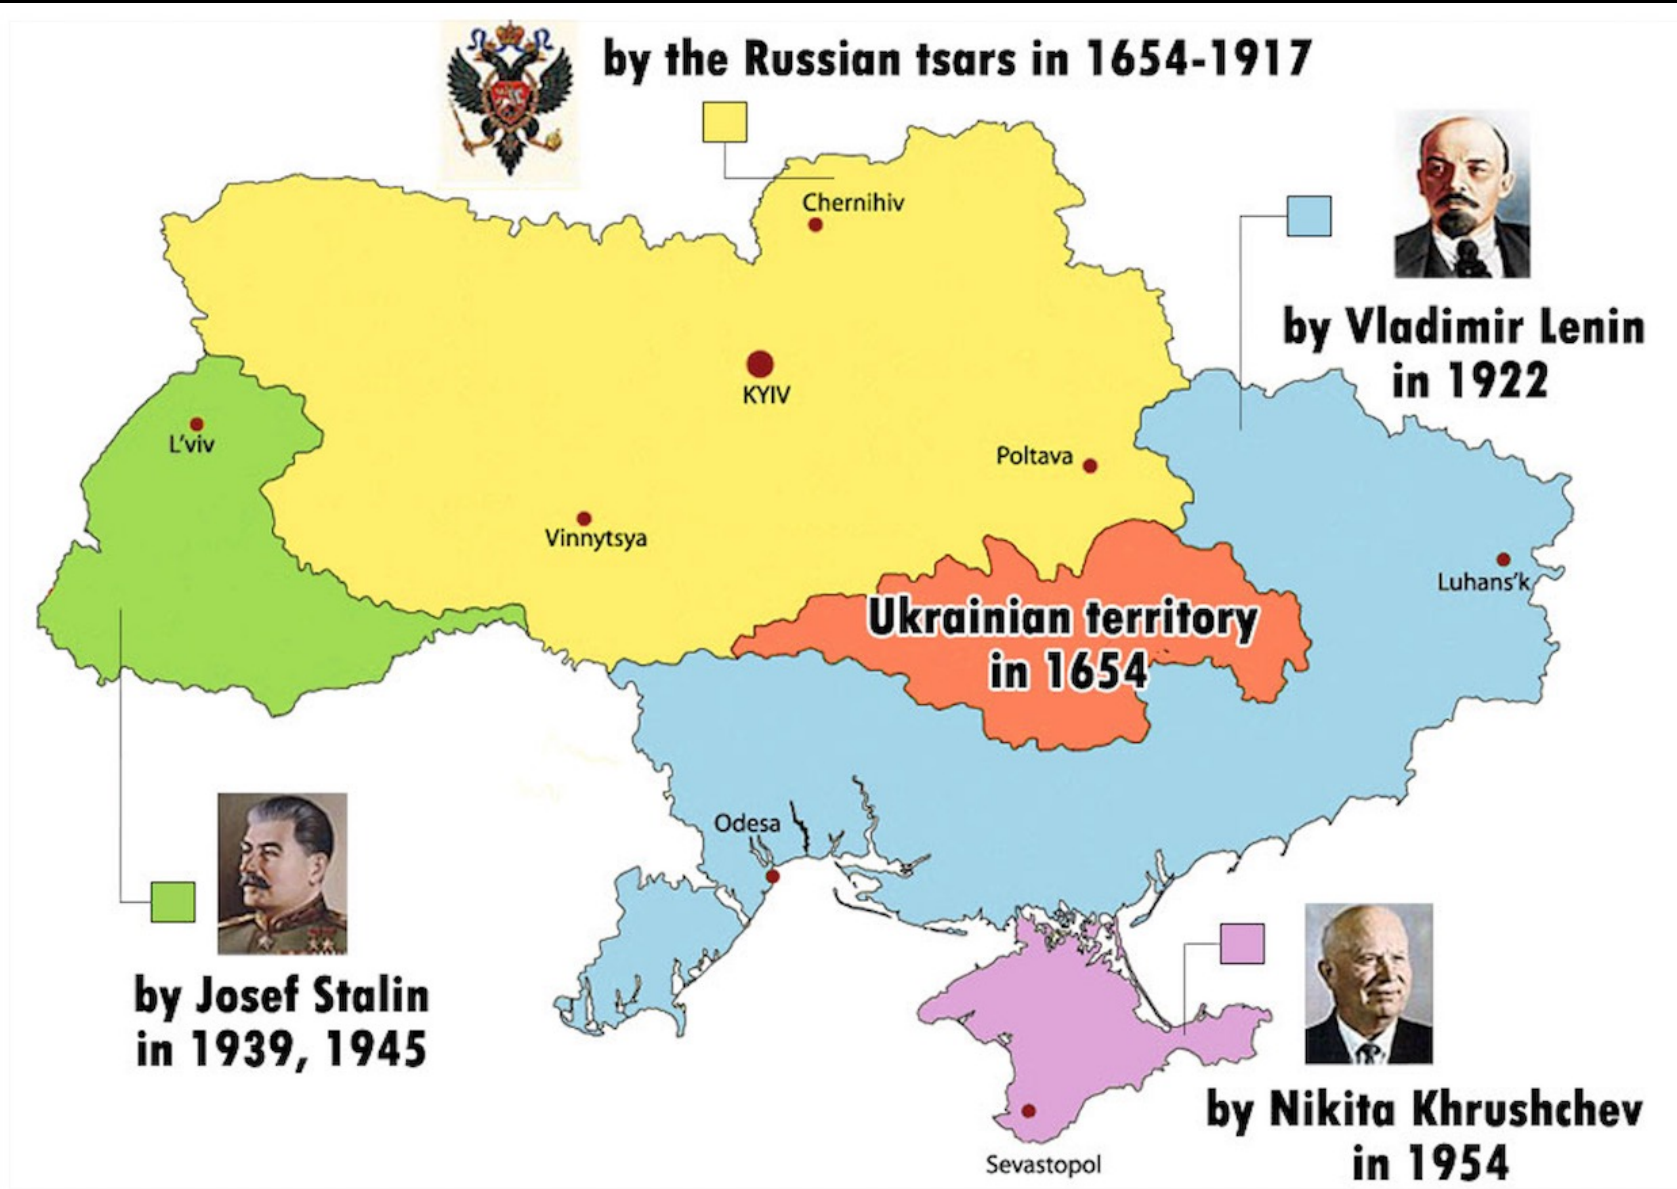 by the Russian tsars in 1654-1917
Chernihiv
by Vladimir Lenin
in 1922
KYIV
L'viv
Poltava
Vinnytsya
Luhans'k
Ukrainian territory
in 1654
Odesa
by Josef Stalin
in 1939, 1945
by Nikita Khrushchev
in 1954
Sevastopol